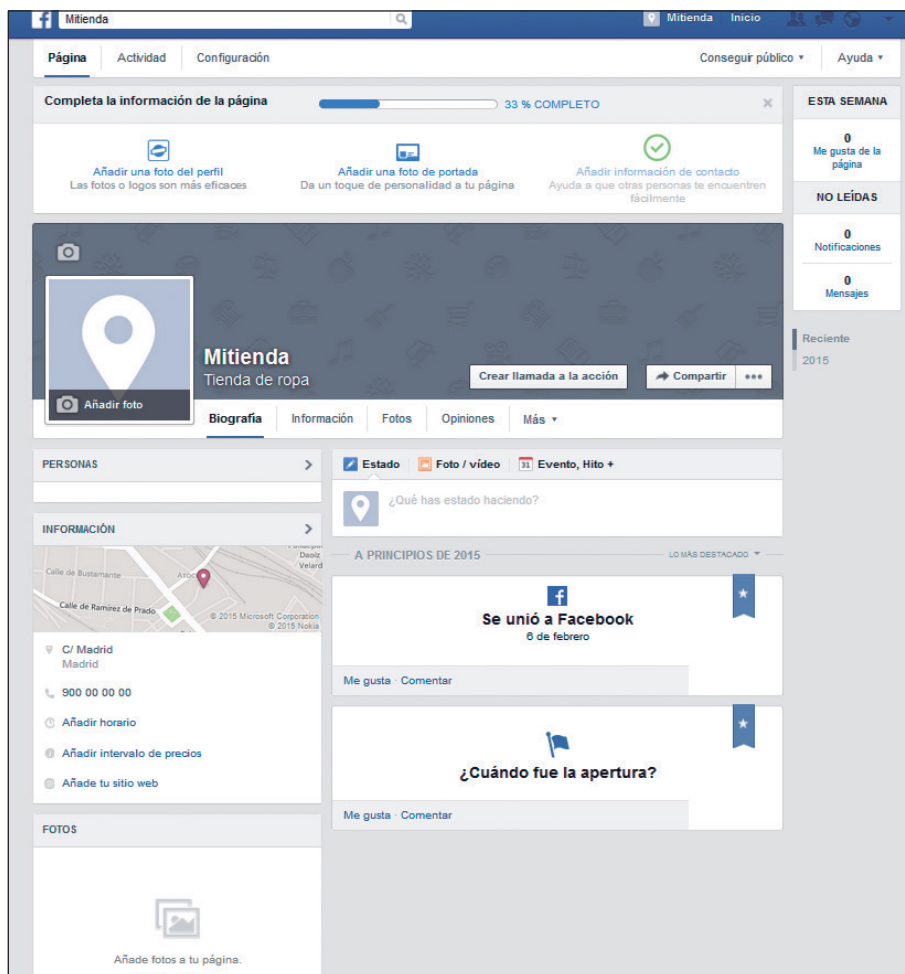 Mitienda
Mitienda Inicio
Página Actividad Configuración Conseguir público Ayuda
Completa la información de la página 33 % COMPLETO
Añadir una foto del perfil
Las fotos o logos son más eficaces
Añadir una foto de portada
Da un toque de personalidad a tu página
Añadir información de contacto
Ayuda a que otras personas te encuentren
fácilmente
ESTA SEMANA
0
Me gusta de la
página
NO LEÍDAS
0
Notificaciones
0
Mensajes
Reciente
2015
Mitienda
Tienda de ropa
Crear llamada a la acción Compartir
Añadir foto
Biografía Información Fotos Opiniones Más
PERSONAS
INFORMACIÓN
Daoiz
Velard
Calle de Bustamante
Calle de Ramírez de Prado
© 2015 Microsoft Corporation
© 2015 Nokia
C/ Madrid
Madrid
900 00 00 00
Añadir horario
Añadir intervalo de precios
Añade tu sitio web
FOTOS
Añade fotos a tu página.
Estado Foto / vídeo 31 Evento, Hito +
¿Qué has estado haciendo?
A PRINCIPIOS DE 2015 LO MÁS DESTACADO
Se unió a Facebook
6 de febrero
Me gusta · Comentar
¿Cuándo fue la apertura?
Me gusta · Comentar